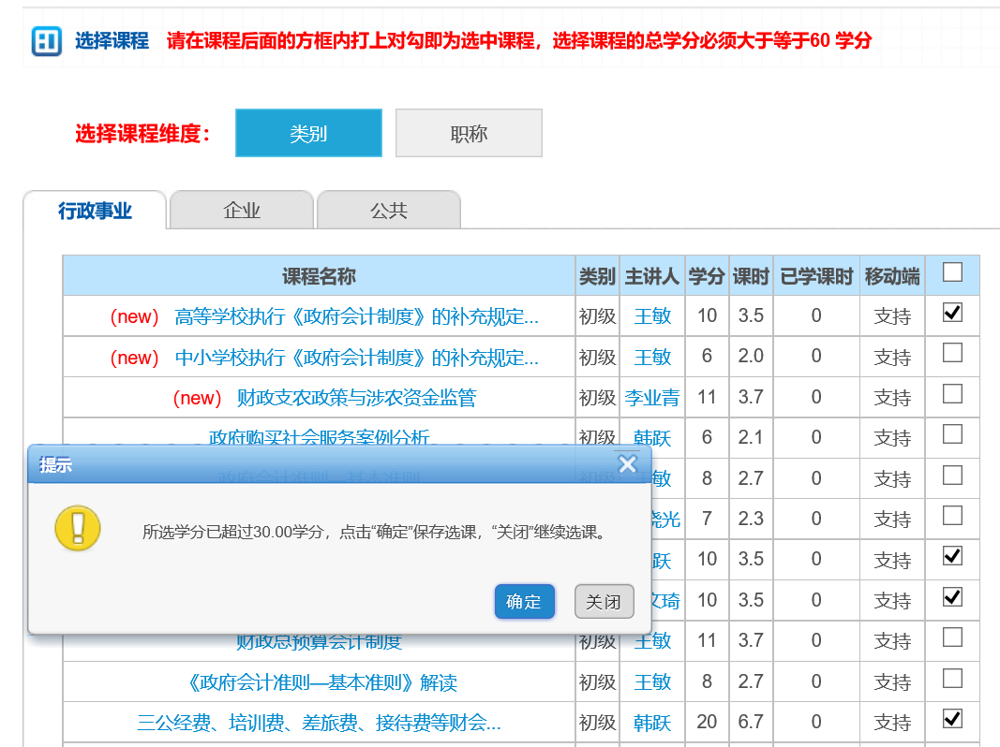 选择课程 请在课程后面的方框内打上对勾即为选中课程，选择课程的总学分必须大于等于60 学分
选择课程维度： 类别 职称
行政事业 企业 公共
课程名称 类别 主讲人 学分 课时 已学课时 移动端
(new) 高等学校执行《政府会计制度》的补充规定... 初级 王敏 10 3.5 0 支持
(new) 中小学校执行《政府会计制度》的补充规定... 初级 王敏 6 2.0 0 支持
(new) 财政支农政策与涉农资金监管 初级 李业青 11 3.7 0 支持
政府购买社会服务案例分析 初级 韩跃 6 2.1 0 支持
提示
政府会计准则—基本准则 初级 敏 8 2.7 0 支持
晓光 7 2.3 0 支持
所选学分已超过30.00学分，点击“确定”保存选课，“关闭”继续选课。
跃 10 3.5 0 支持
确定 关闭
文琦 10 3.5 0 支持
财政总预算会计制度 初级 王敏 11 3.7 0 支持
《政府会计准则—基本准则》解读 初级 王敏 8 2.7 0 支持
三公经费、培训费、差旅费、接待费等财会... 初级 韩跃 20 6.7 0 支持